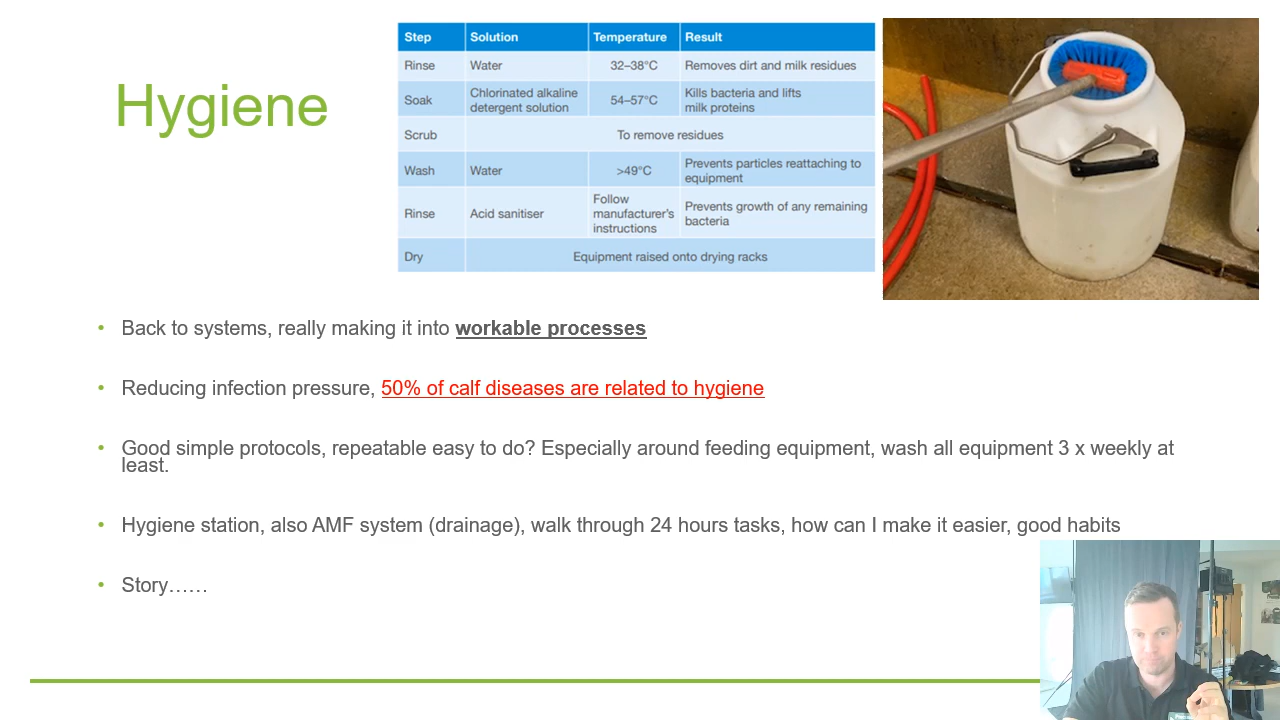 Hygiene
Step Solution Temperature Result
Rinse Water 32–38°C Removes dirt and milk residues
Soak Chlorinated alkaline detergent solution 54–57°C Kills bacteria and lifts milk proteins
Scrub To remove residues
Wash Water >49°C Prevents particles reattaching to equipment
Rinse Acid sanitiser Follow manufacturer's instructions Prevents growth of any remaining bacteria
Dry Equipment raised onto drying racks
• Back to systems, really making it into workable processes
• Reducing infection pressure, 50% of calf diseases are related to hygiene
• Good simple protocols, repeatable easy to do? Especially around feeding equipment, wash all equipment 3 x weekly at
least.
• Hygiene station, also AMF system (drainage), walk through 24 hours tasks, how can I make it easier, good habits
• Story……